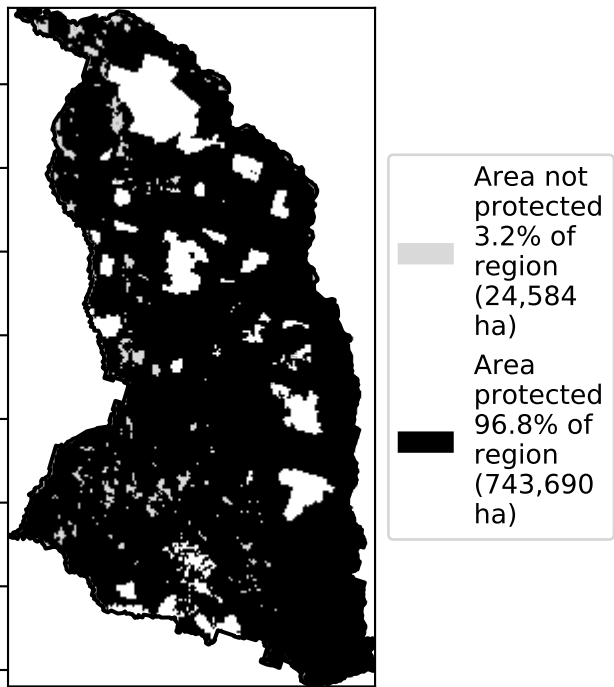 Area not
protected
3.2% of
region
(24,584
ha)
Area
protected
96.8% of
region
(743,690
ha)